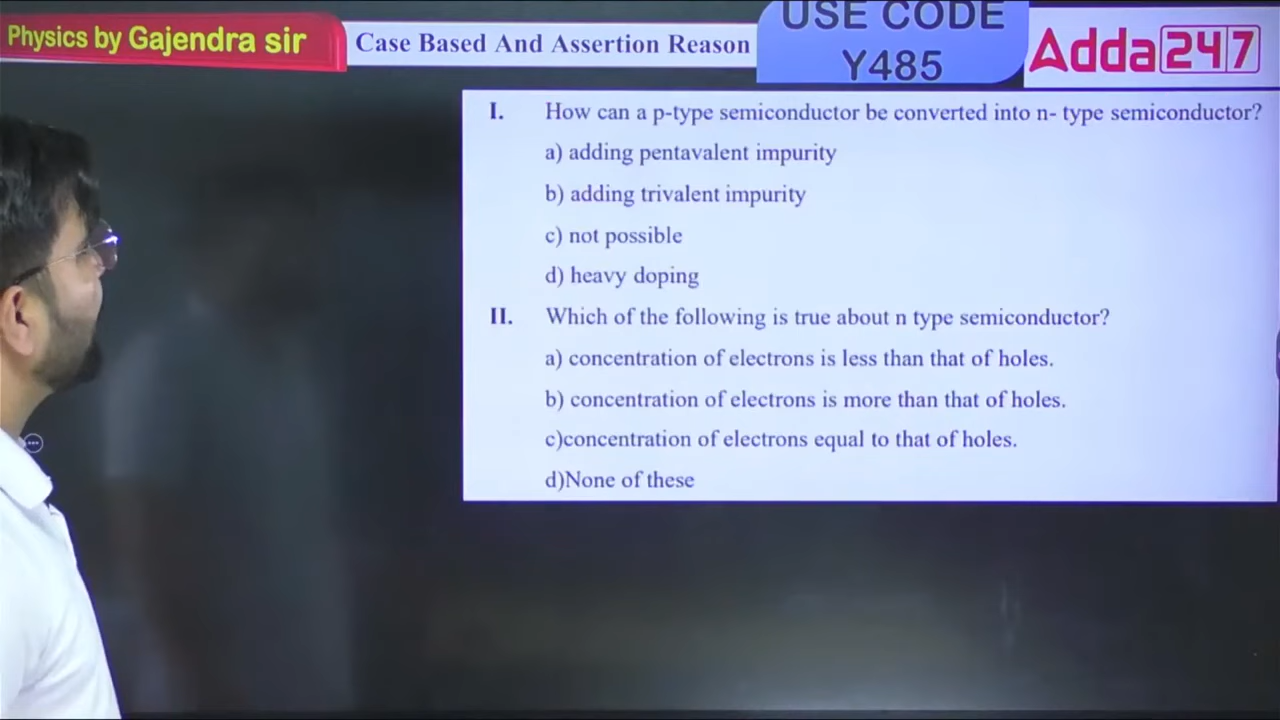 Physics by Gajendra sir
Case Based And Assertion Reason
USE CODE
Y485
Adda247
I. How can a p-type semiconductor be converted into n- type semiconductor?
a) adding pentavalent impurity
b) adding trivalent impurity
c) not possible
d) heavy doping
II. Which of the following is true about n type semiconductor?
a) concentration of electrons is less than that of holes.
b) concentration of electrons is more than that of holes.
c)concentration of electrons equal to that of holes.
d)None of these